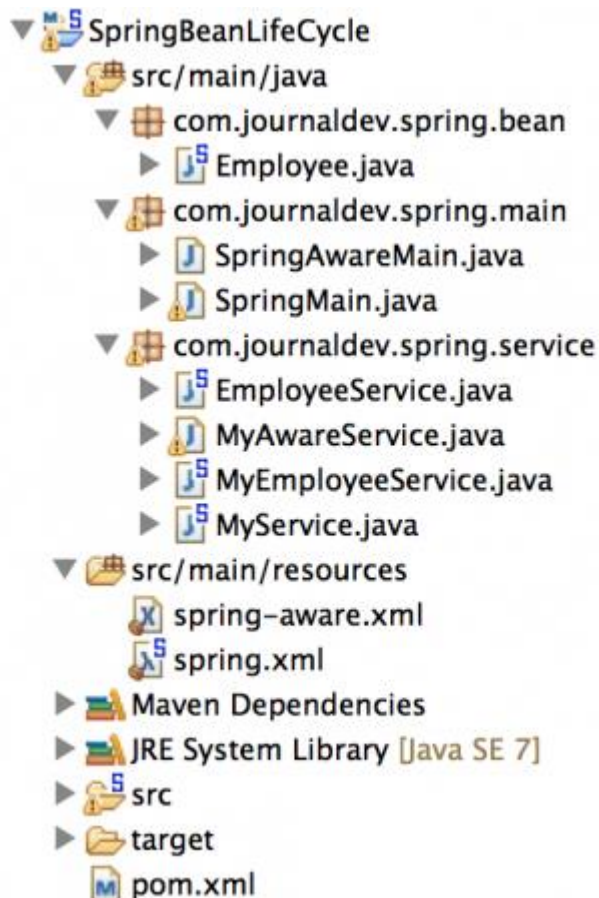 SpringBeanLifeCycle
src/main/java
com.journaldev.spring.bean
Employee.java
com.journaldev.spring.main
SpringAwareMain.java
SpringMain.java
com.journaldev.spring.service
EmployeeService.java
MyAwareService.java
MyEmployeeService.java
MyService.java
src/main/resources
spring-aware.xml
spring.xml
Maven Dependencies
JRE System Library [Java SE 7]
src
target
pom.xml